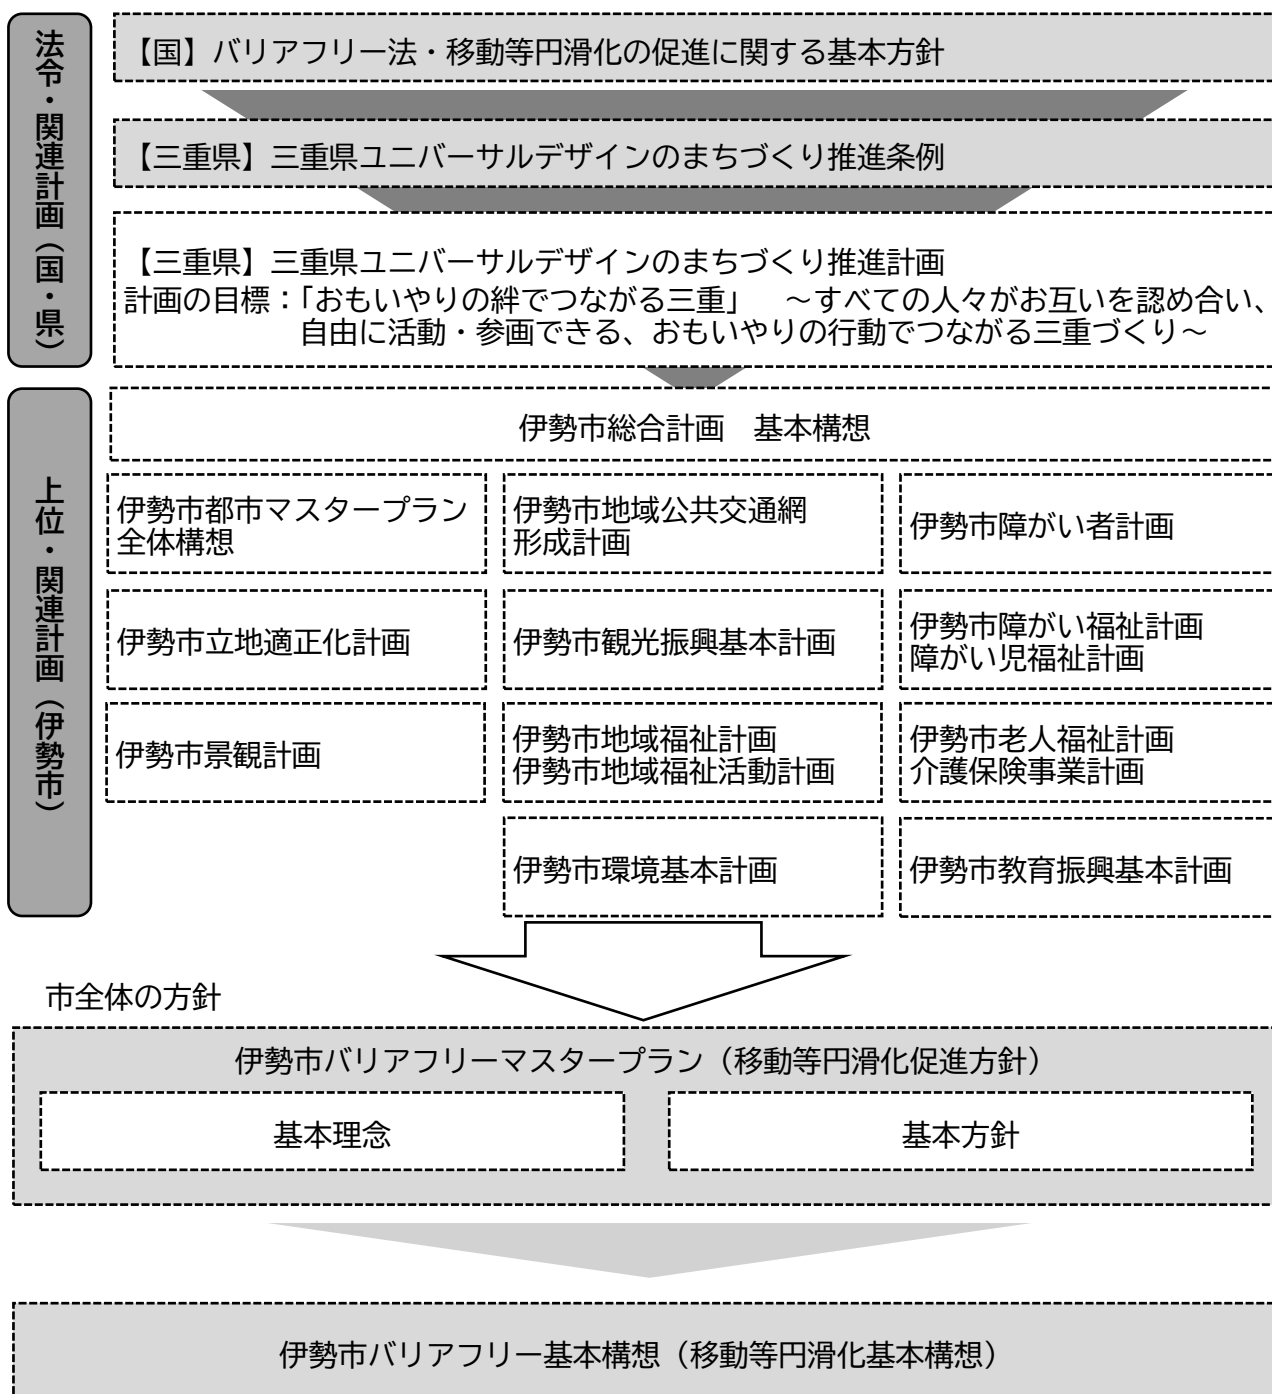 法令・関連計画（国・県）
【国】バリアフリー法・移動等円滑化の促進に関する基本方針
【三重県】三重県ユニバーサルデザインのまちづくり推進条例
【三重県】三重県ユニバーサルデザインのまちづくり推進計画
計画の目標：「おもいやりの絆でつながる三重」　～すべての人々がお互いを認め合い、
自由に活動・参画できる、おもいやりの行動でつながる三重づくり～
上位・関連計画（伊勢市）
伊勢市総合計画　基本構想
伊勢市都市マスタープラン
全体構想
伊勢市地域公共交通網
形成計画
伊勢市障がい者計画
伊勢市立地適正化計画
伊勢市観光振興基本計画
伊勢市障がい福祉計画
障がい児福祉計画
伊勢市景観計画
伊勢市地域福祉計画
伊勢市地域福祉活動計画
伊勢市老人福祉計画
介護保険事業計画
伊勢市環境基本計画
伊勢市教育振興基本計画
市全体の方針
伊勢市バリアフリーマスタープラン（移動等円滑化促進方針）
基本理念
基本方針
伊勢市バリアフリー基本構想（移動等円滑化基本構想）